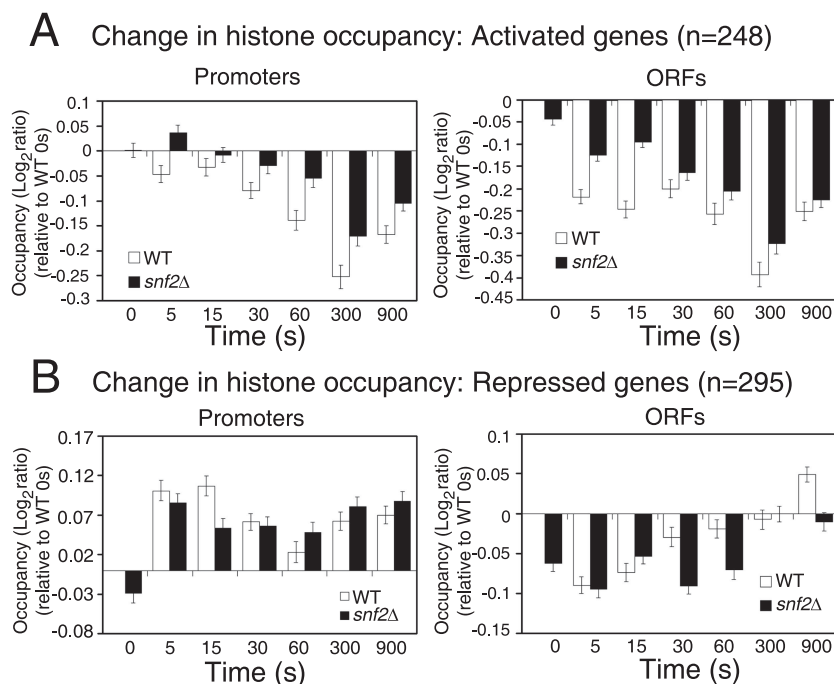 A Change in histone occupancy: Activated genes (n=248)
Promoters
Occupancy (Log2ratio)
(relative to WT 0s)
0.1
0.05
0
-0.05
-0.1
-0.15
-0.2
-0.25
-0.3
WT
snf2Δ
0 5 15 30 60 300 900
Time (s)
ORFs
Occupancy (Log2ratio)
(relative to WT 0s)
0
-0.05
-0.1
-0.15
-0.2
-0.25
-0.3
-0.35
-0.4
-0.45
WT
snf2Δ
0 5 15 30 60 300 900
Time (s)
B Change in histone occupancy: Repressed genes (n=295)
Promoters
Occupancy (Log2ratio)
(relative to WT 0s)
0.17
0.12
0.07
0.02
-0.03
-0.08
WT
snf2Δ
0 5 15 30 60 300 900
Time (s)
ORFs
Occupancy (Log2ratio)
(relative to WT 0s)
0.1
0.05
0
-0.05
-0.1
-0.15
WT
snf2Δ
0 5 15 30 60 300 900
Time (s)